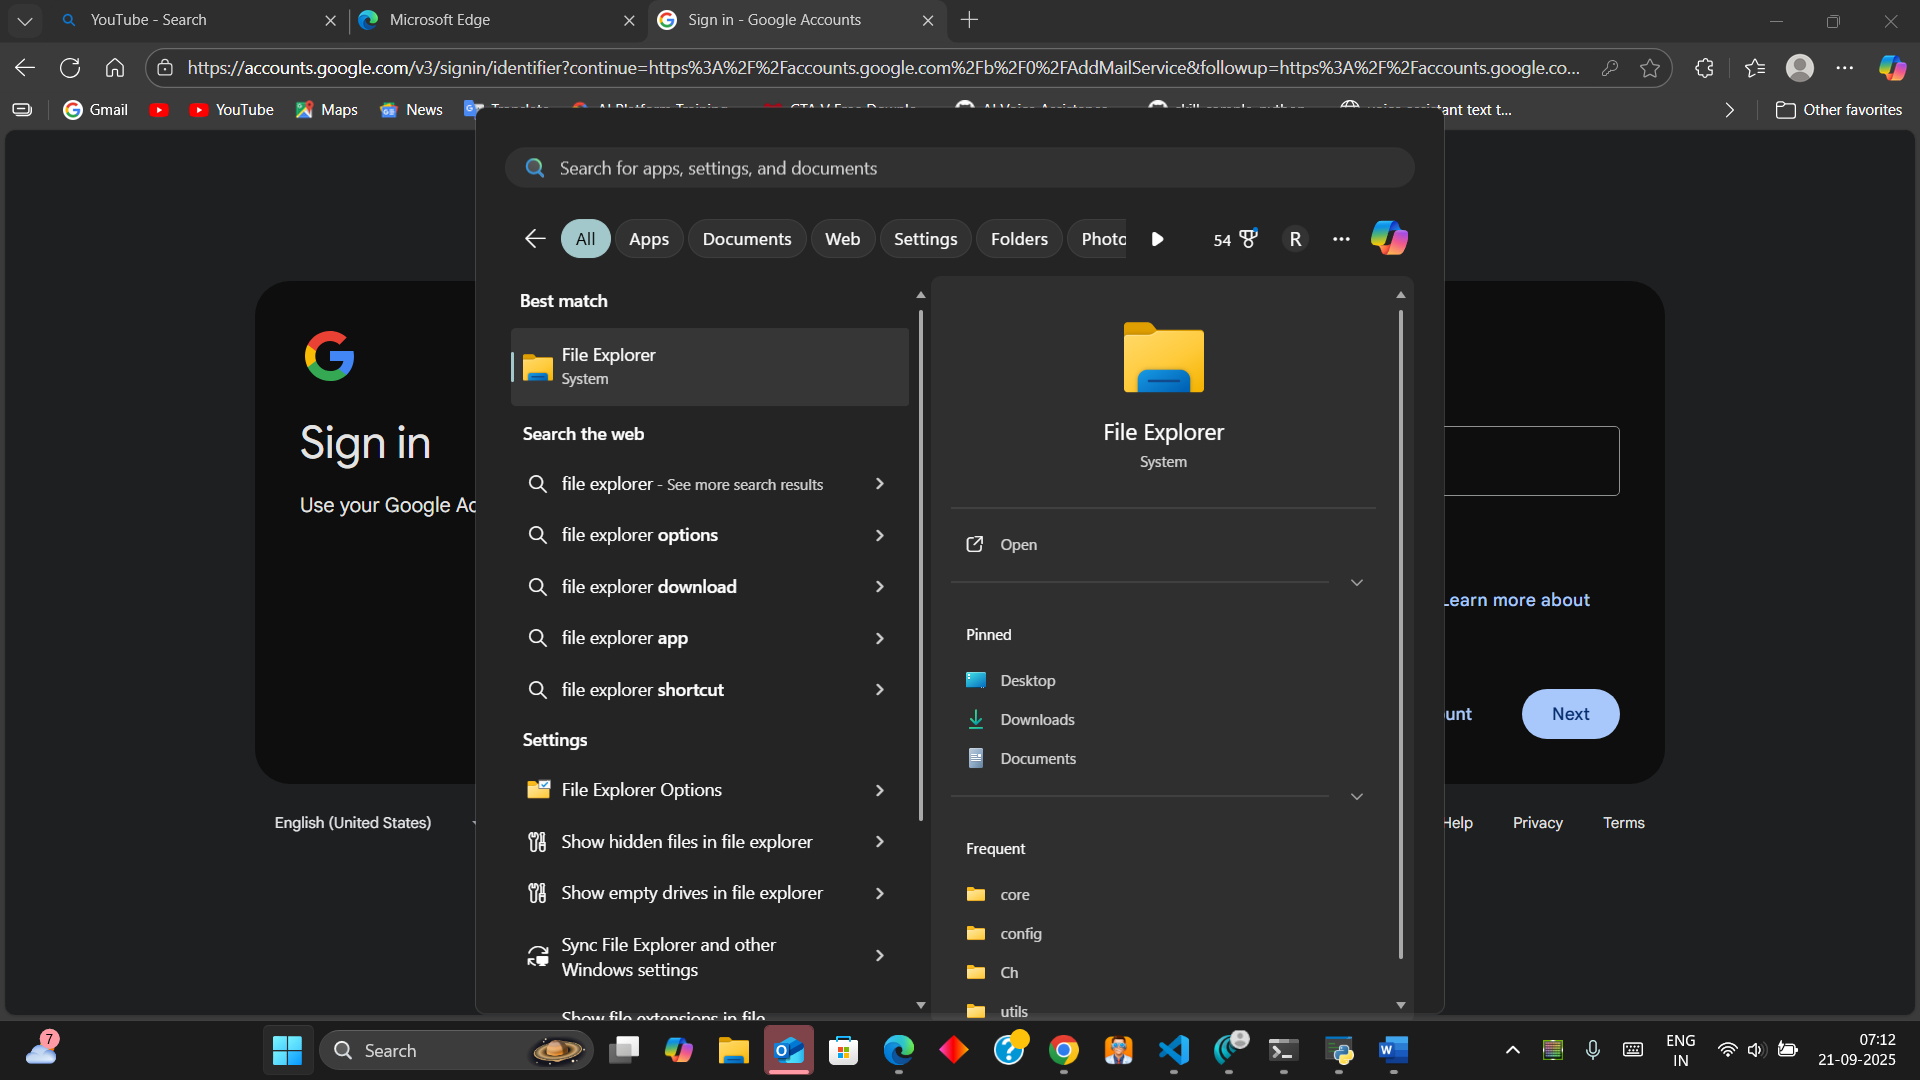 YouTube - Search
Microsoft Edge
Sign in - Google Accounts
https://accounts.google.com/v3/signin/identifier?continue=https%3A%2F%2Faccounts.google.com%2Fb%2F0%2FAddMailService&followup=https%3A%2F%2Faccounts.google.co...
Gmail
YouTube
Maps
News
ant text t...
Other favorites
Search for apps, settings, and documents
All
Apps
Documents
Web
Settings
Folders
Photo
54
R
Best match
File Explorer
System
Search the web
file explorer - See more search results
file explorer options
file explorer download
file explorer app
file explorer shortcut
Settings
File Explorer Options
Show hidden files in file explorer
Show empty drives in file explorer
Sync File Explorer and other
Windows settings
Show file extensions in file
File Explorer
System
Open
Pinned
Desktop
Downloads
Documents
Frequent
core
config
Ch
utils
Sign in
Use your Google Ac
Learn more about
unt
Next
English (United States)
Help
Privacy
Terms
7
Search
ENG
IN
07:12
21-09-2025